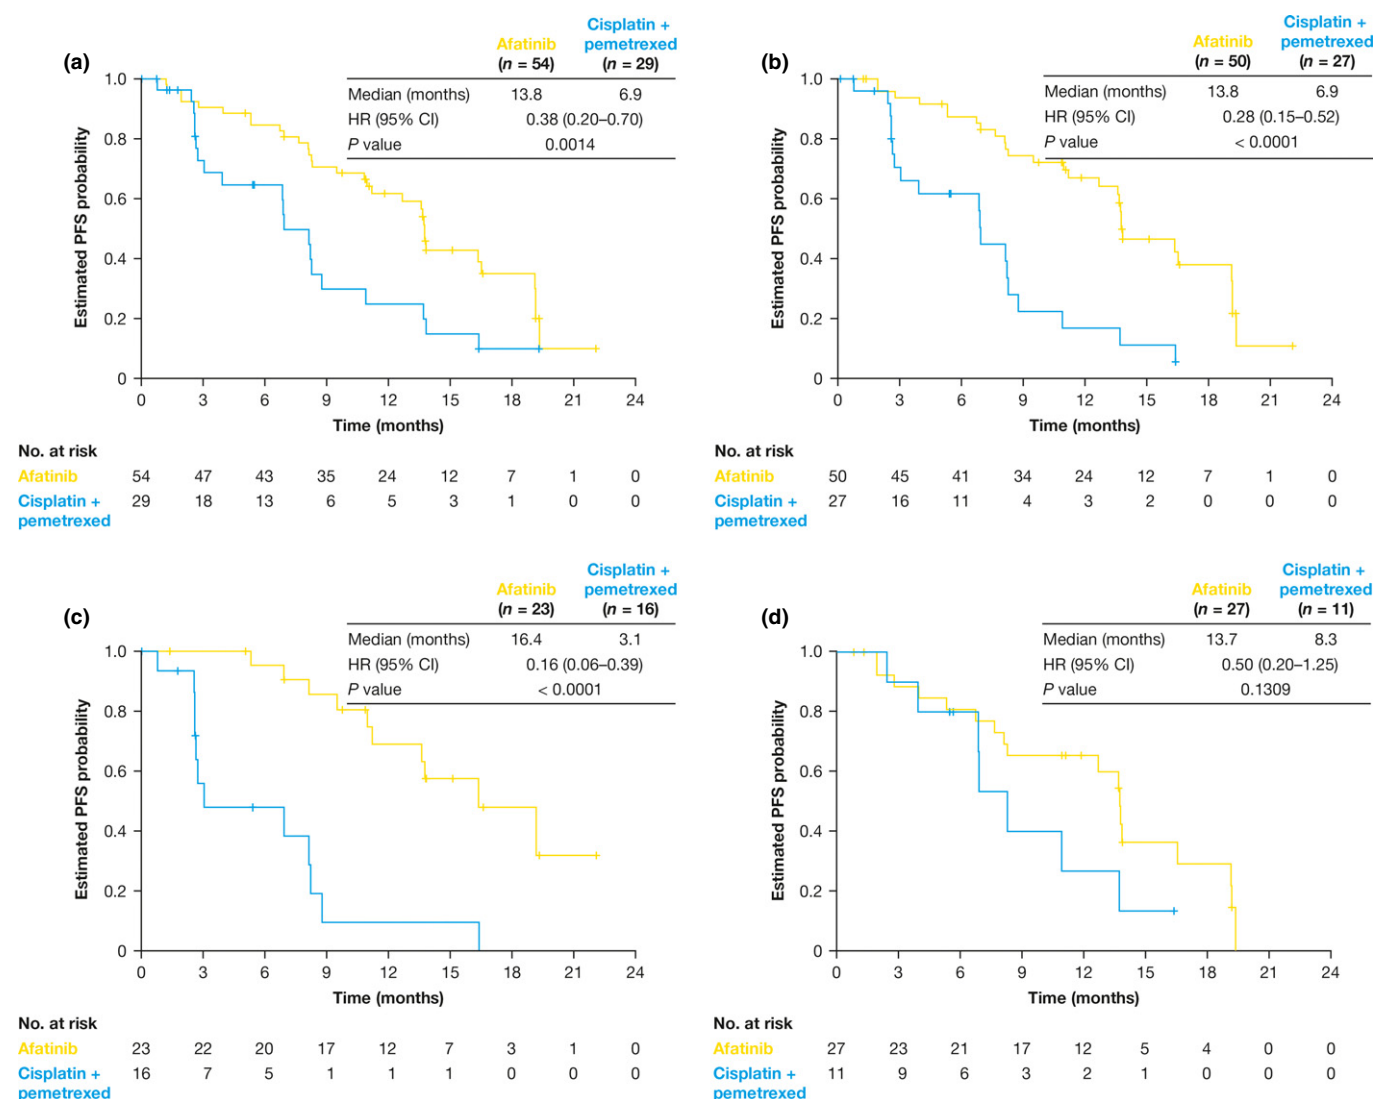 (a)
Afatinib
(n = 54)
Cisplatin +
pemetrexed
(n = 29)
Median (months) 13.8 6.9
HR (95% CI) 0.38 (0.20–0.70)
P value 0.0014
Estimated PFS probability
1.0
0.8
0.6
0.4
0.2
0
0 3 6 9 12 15 18 21 24
Time (months)
No. at risk
Afatinib 54 47 43 35 24 12 7 1 0
Cisplatin + 29 18 13 6 5 3 1 0 0
pemetrexed
(b)
Afatinib
(n = 50)
Cisplatin +
pemetrexed
(n = 27)
Median (months) 13.8 6.9
HR (95% CI) 0.28 (0.15–0.52)
P value < 0.0001
Estimated PFS probability
1.0
0.8
0.6
0.4
0.2
0
0 3 6 9 12 15 18 21 24
Time (months)
No. at risk
Afatinib 50 45 41 34 24 12 7 1 0
Cisplatin + 27 16 11 4 3 2 0 0 0
pemetrexed
(c)
Afatinib
(n = 23)
Cisplatin +
pemetrexed
(n = 16)
Median (months) 16.4 3.1
HR (95% CI) 0.16 (0.06–0.39)
P value < 0.0001
Estimated PFS probability
1.0
0.8
0.6
0.4
0.2
0
0 3 6 9 12 15 18 21 24
Time (months)
No. at risk
Afatinib 23 22 20 17 12 7 3 1 0
Cisplatin + 16 7 5 1 1 1 0 0 0
pemetrexed
(d)
Afatinib
(n = 27)
Cisplatin +
pemetrexed
(n = 11)
Median (months) 13.7 8.3
HR (95% CI) 0.50 (0.20–1.25)
P value 0.1309
Estimated PFS probability
1.0
0.8
0.6
0.4
0.2
0
0 3 6 9 12 15 18 21 24
Time (months)
No. at risk
Afatinib 27 23 21 17 12 5 4 0 0
Cisplatin + 11 9 6 3 2 1 0 0 0
pemetrexed